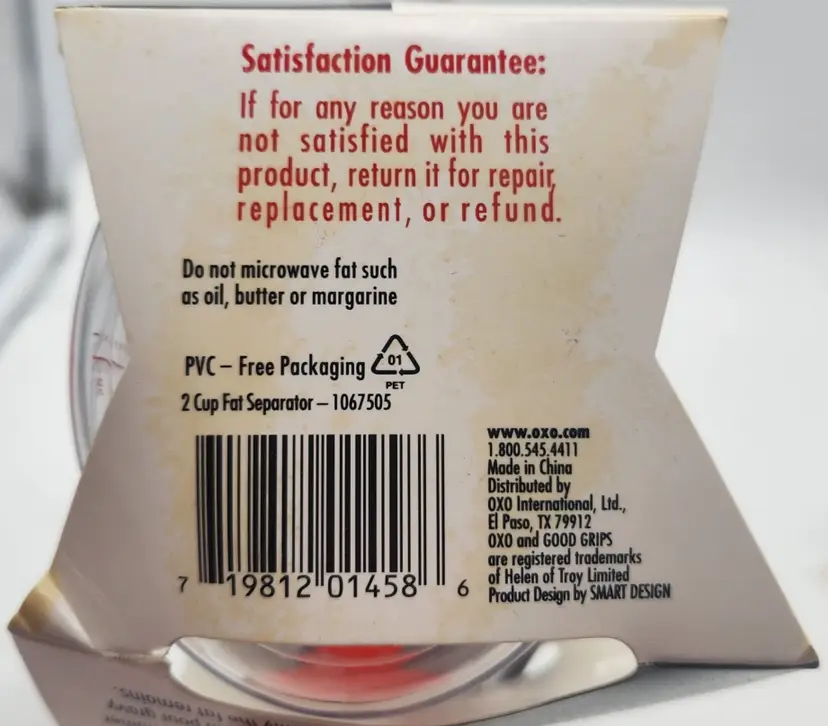 Satisfaction Guarantee:
If for any reason you are
not satisfied with this
product, return it for repair,
replacement, or refund.
Do not microwave fat such
as oil, butter or margarine
PVC – Free Packaging
01
PET
2 Cup Fat Separator – 1067505
7 19812 01458 6
www.oxo.com
1.800.545.4411
Made in China
Distributed by
OXO International, Ltd.,
El Paso, TX 79912
OXO and GOOD GRIPS
are registered trademarks
of Helen of Troy Limited
Product Design by SMART DESIGN